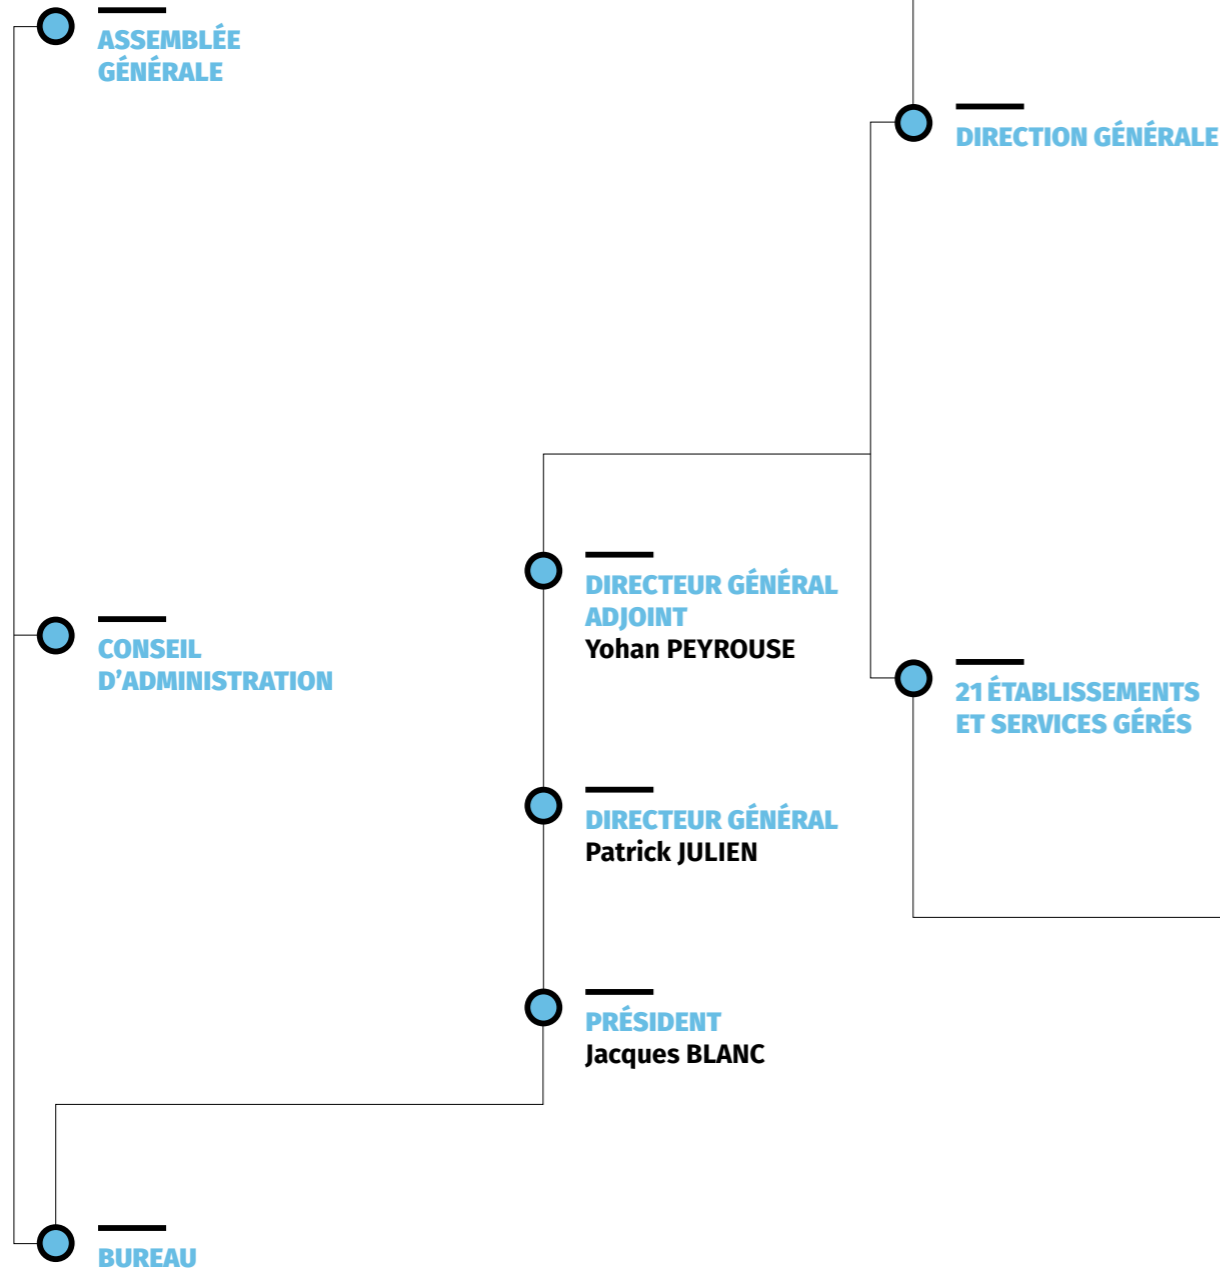 ASSEMBLÉE
GÉNÉRALE
CONSEIL
D’ADMINISTRATION
BUREAU
DIRECTEUR GÉNÉRAL
ADJOINT
Yohan PEYROUSE
DIRECTEUR GÉNÉRAL
Patrick JULIEN
PRÉSIDENT
Jacques BLANC
DIRECTION GÉNÉRALE
21 ÉTABLISSEMENTS
ET SERVICES GÉRÉS